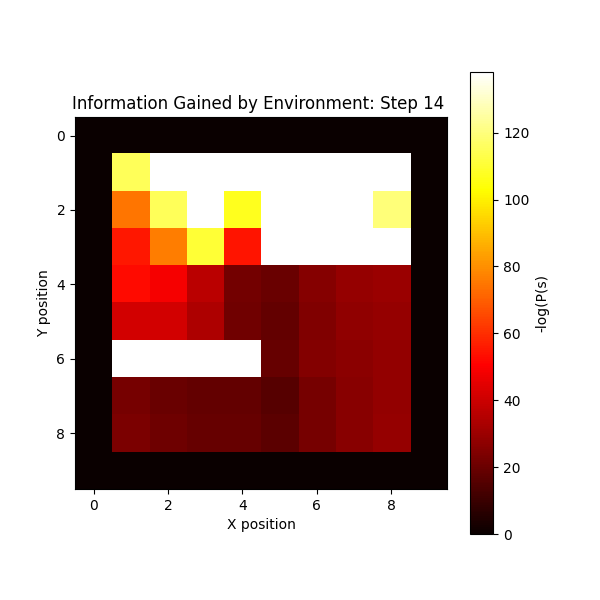 Information Gained by Environment: Step 14
0
2
4
6
8
Y position
0 2 4 6 8
X position
120
100
80
60
40
20
0
-log(P(s)